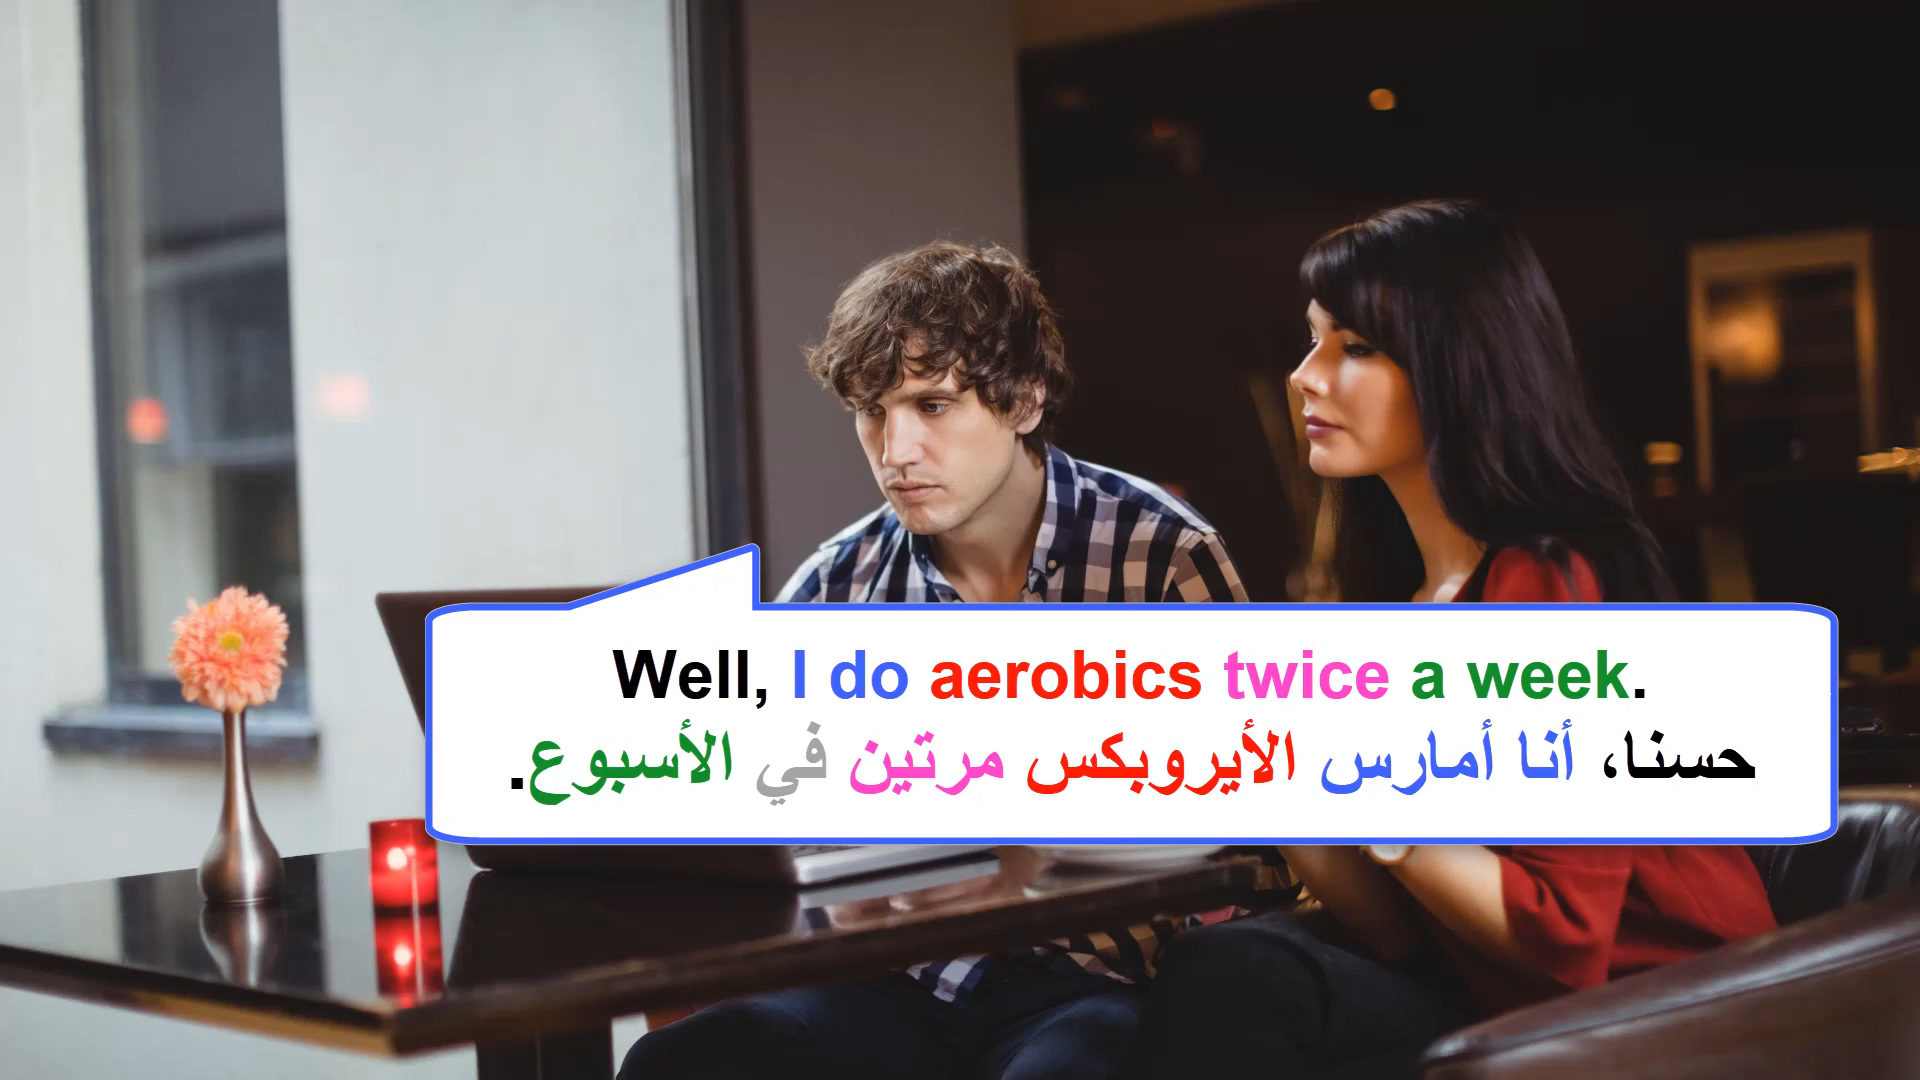 Well, I do aerobics twice a week.
حسنا، أنا أمارس الأيروبكس مرتين في الأسبوع.